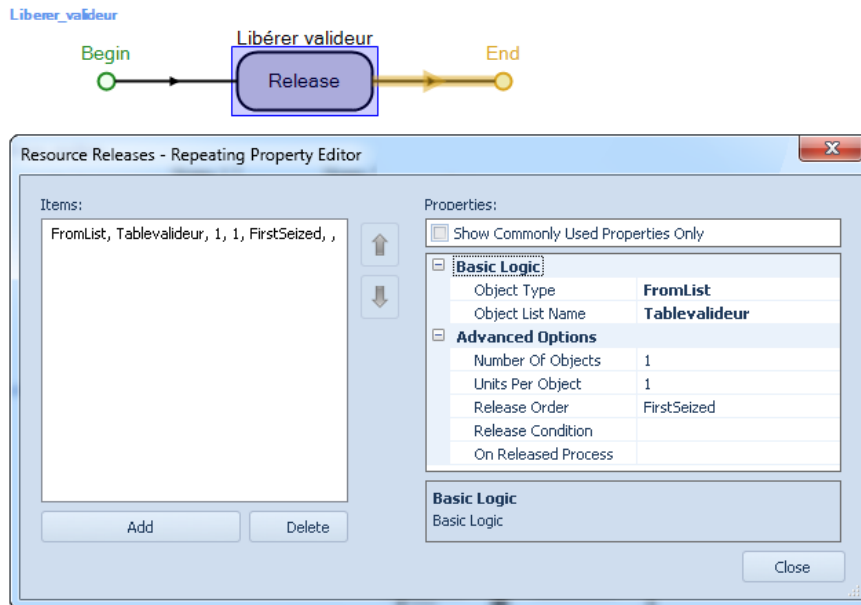 Liberer_valideur
Libérer valideur
Begin
End
Release
Resource Releases - Repeating Property Editor
Items:
FromList, Tablevalideur, 1, 1, FirstSeized, ,
Add
Delete
Properties:
Show Commonly Used Properties Only
Basic Logic
Object Type FromList
Object List Name Tablevalideur
Advanced Options
Number Of Objects 1
Units Per Object 1
Release Order FirstSeized
Release Condition
On Released Process
Basic Logic
Basic Logic
Close